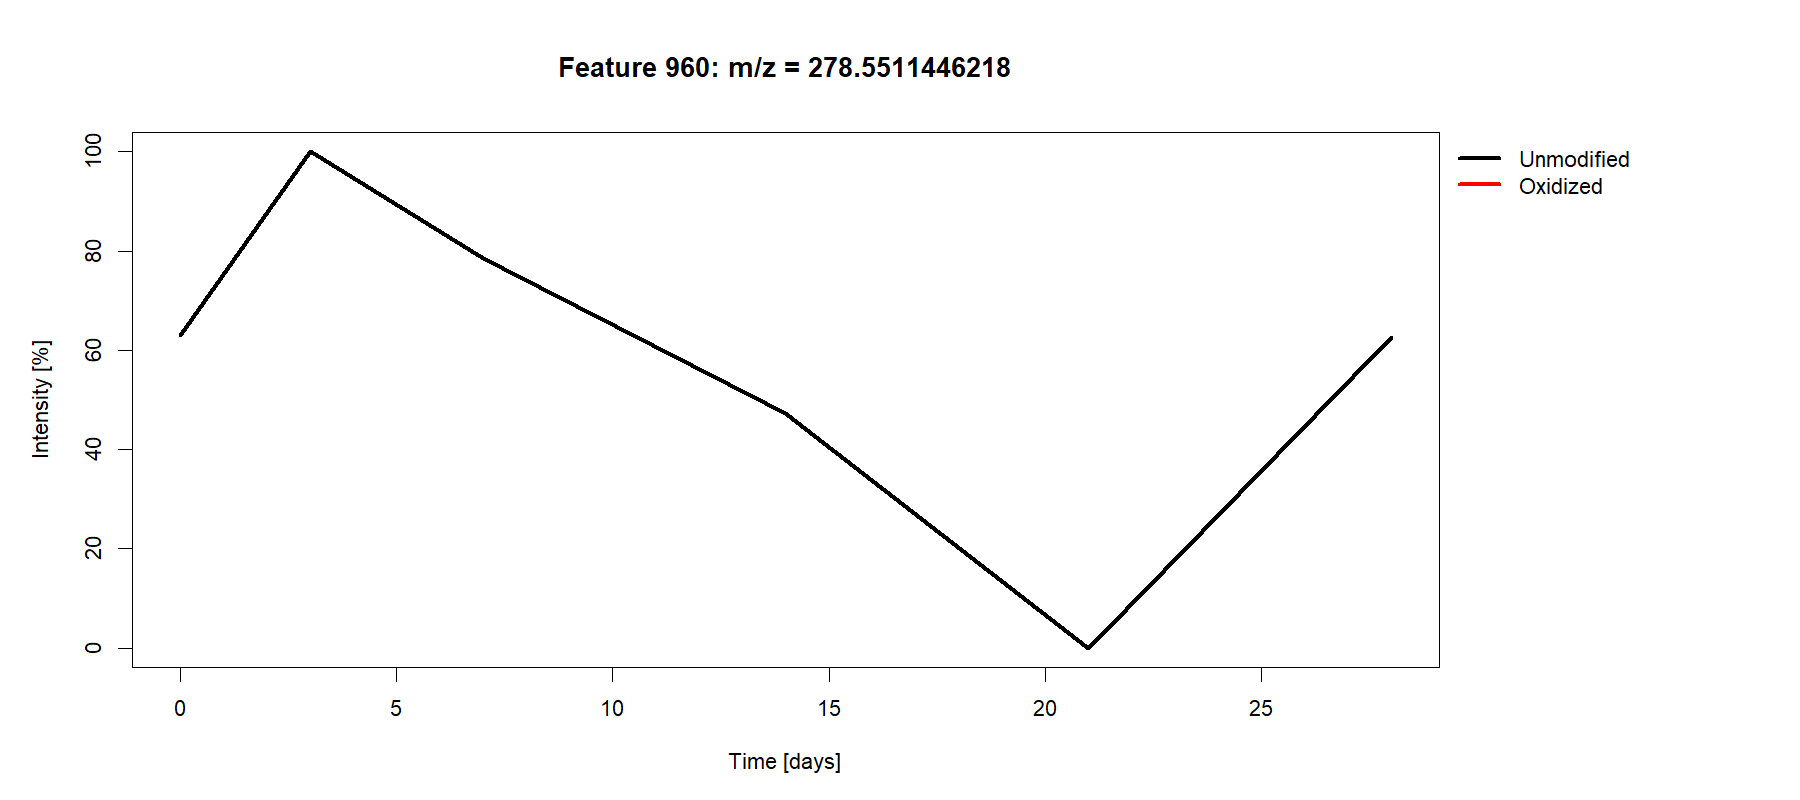 Feature 960: m/z = 278.5511446218
Unmodified
Oxidized
Intensity [%]
100
80
60
40
20
0
0 5 10 15 20 25
Time [days]